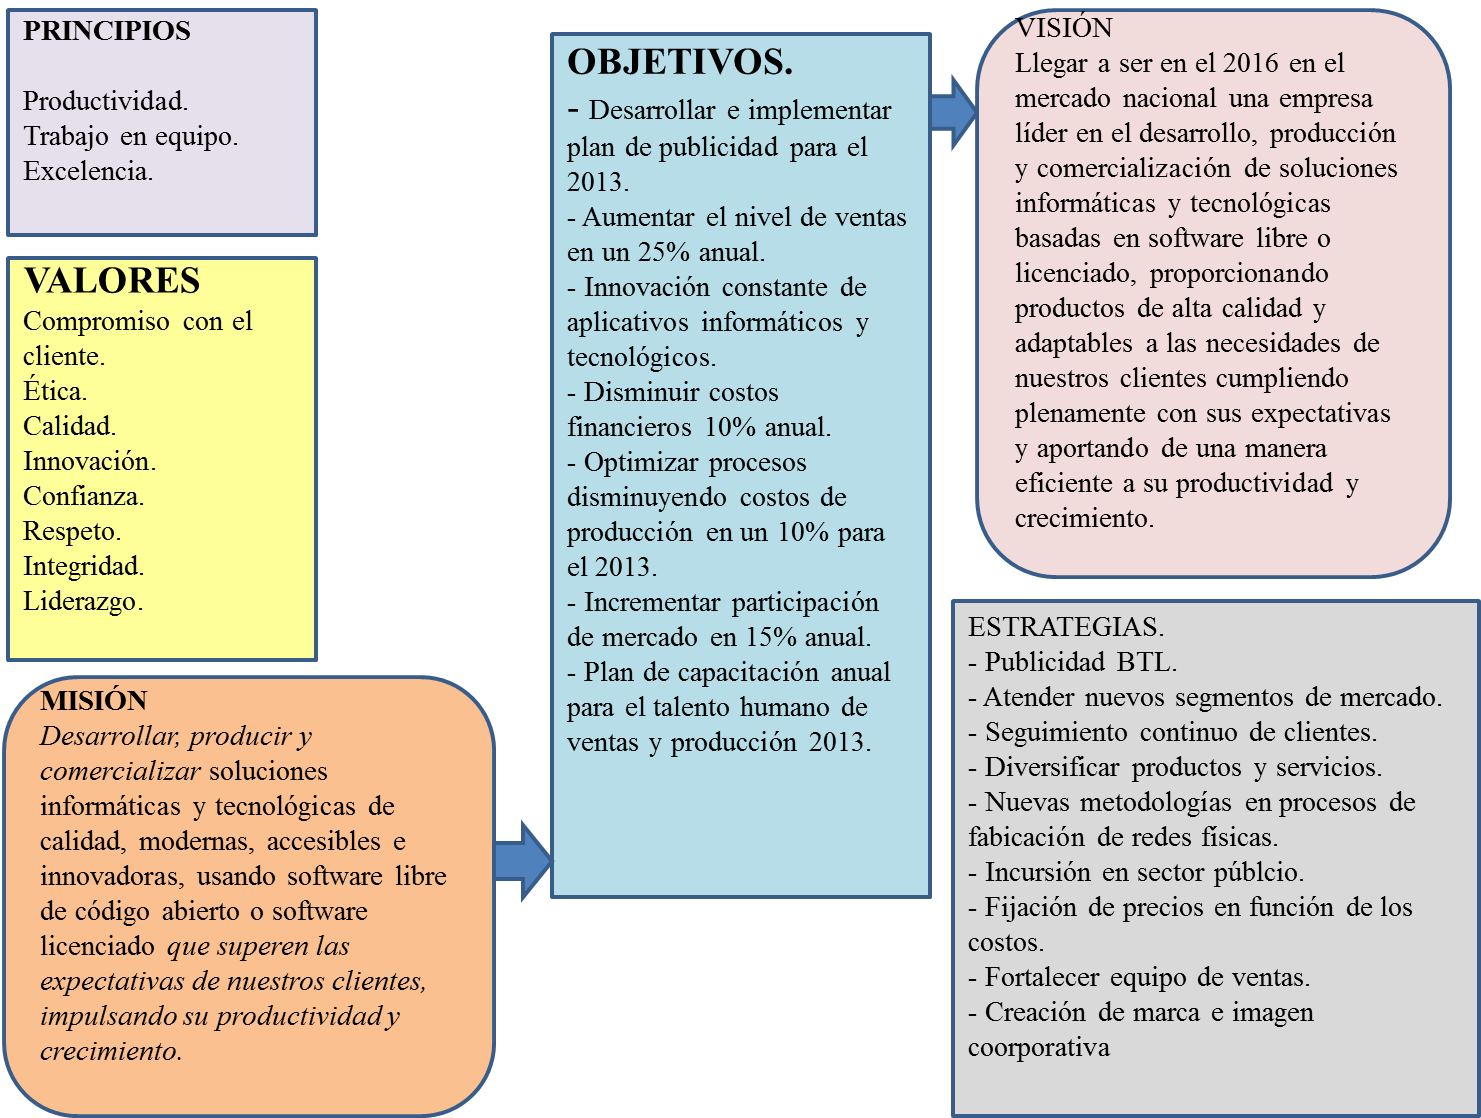 PRINCIPIOS
Productividad.
Trabajo en equipo.
Excelencia.
VALORES
Compromiso con el
cliente.
Ética.
Calidad.
Innovación.
Confianza.
Respeto.
Integridad.
Liderazgo.
MISIÓN
Desarrollar, producir y
comercializar soluciones
informáticas y tecnológicas de
calidad, modernas, accesibles e
innovadoras, usando software libre
de código abierto o software
licenciado que superen las
expectativas de nuestros clientes,
impulsando su productividad y
crecimiento.
OBJETIVOS.
- Desarrollar e implementar
plan de publicidad para el
2013.
- Aumentar el nivel de ventas
en un 25% anual.
- Innovación constante de
aplicativos informáticos y
tecnológicos.
- Disminuir costos
financieros 10% anual.
- Optimizar procesos
disminuyendo costos de
producción en un 10% para
el 2013.
- Incrementar participación
de mercado en 15% anual.
- Plan de capacitación anual
para el talento humano de
ventas y producción 2013.
VISIÓN
Llegar a ser en el 2016 en el
mercado nacional una empresa
líder en el desarrollo, producción
y comercialización de soluciones
informáticas y tecnológicas
basadas en software libre o
licenciado, proporcionando
productos de alta calidad y
adaptables a las necesidades de
nuestros clientes cumpliendo
plenamente con sus expectativas
y aportando de una manera
eficiente a su productividad y
crecimiento.
ESTRATEGIAS.
- Publicidad BTL.
- Atender nuevos segmentos de mercado.
- Seguimiento continuo de clientes.
- Diversificar productos y servicios.
- Nuevas metodologías en procesos de
fabicación de redes físicas.
- Incursión en sector públcio.
- Fijación de precios en función de los
costos.
- Fortalecer equipo de ventas.
- Creación de marca e imagen
coorporativa